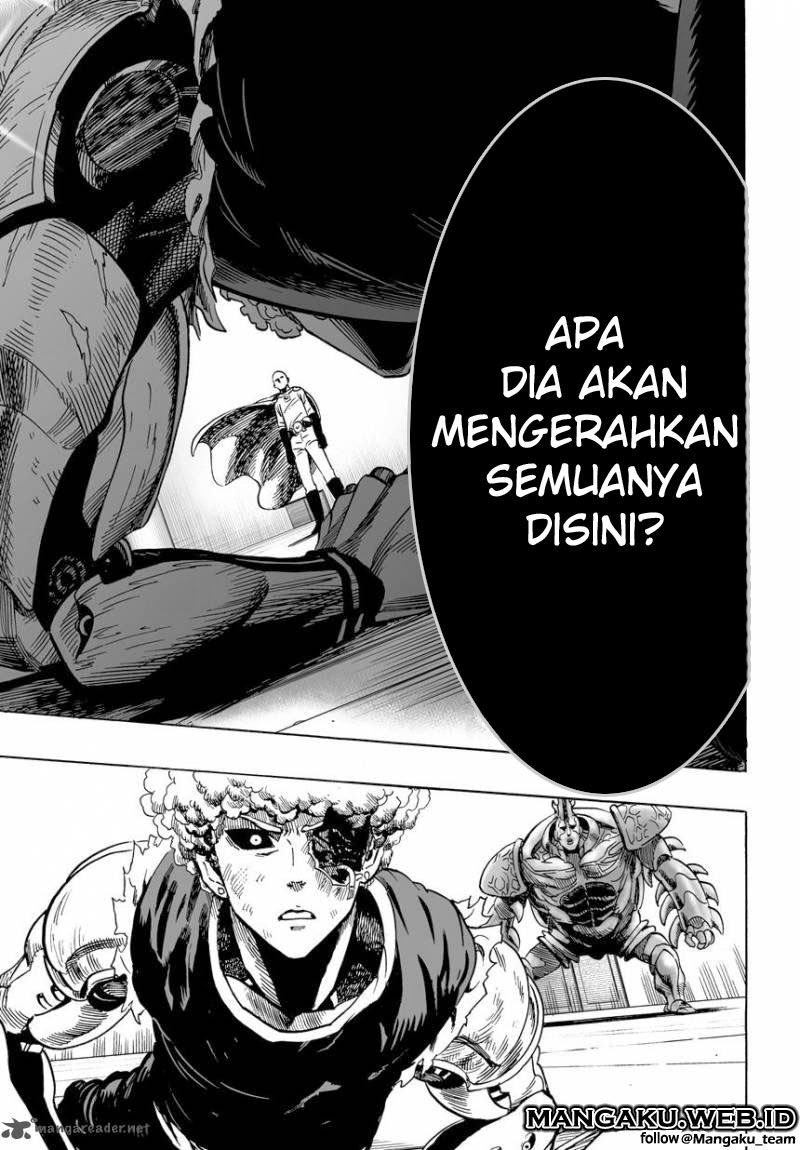 APA
DIA AKAN
MENGERAHKAN
SEMUANYA
DISINI?
mangareader.net
MANGAKU.WEB.ID
follow @Mangaku_team